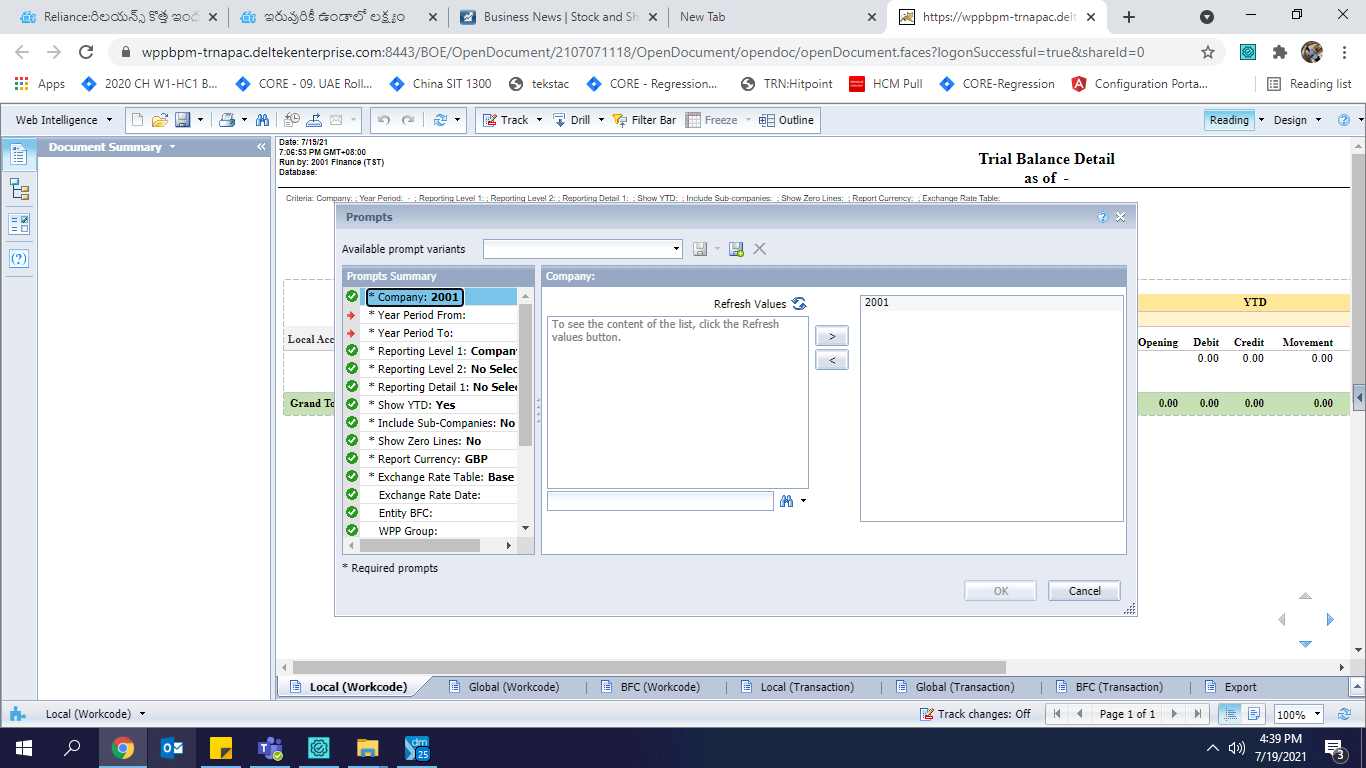 Reliance:రిలయన్స్ కొత్త ఇండ
ఇరువురికీ ఉండాలో లక్ష్యం
Business News | Stock and Sh
New Tab
https://wppbpm-trnapac.delt
wppbpm-trnapac.deltekenterprise.com:8443/BOE/OpenDocument/2107071118/OpenDocument/opendoc/openDocument.faces?logonSuccessful=true&shareId=0
Apps
2020 CH W1-HC1 B...
CORE - 09. UAE Roll...
China SIT 1300
tekstac
CORE - Regression...
TRN:Hitpoint
HCM Pull
CORE-Regression
Configuration Porta...
Reading list
Web Intelligence
Track
Drill
Filter Bar
Freeze
Outline
Reading
Design
Document Summary
Date: 7/19/21
7:06:53 PM GMT+08:00
Run by: 2001 Finance (TST)
Database:
Trial Balance Detail
as of -
Criteria: Company: ; Year Period: - ; Reporting Level 1: ; Reporting Level 2: ; Reporting Detail 1: ; Show YTD: ; Include Sub-companies: ; Show Zero Lines: ; Report Currency: ; Exchange Rate Table:
Prompts
Available prompt variants
Prompts Summary
* Company: 2001
* Year Period From:
* Year Period To:
* Reporting Level 1: Compan
* Reporting Level 2: No Selec
* Reporting Detail 1: No Selec
* Show YTD: Yes
* Include Sub-Companies: No
* Show Zero Lines: No
* Report Currency: GBP
* Exchange Rate Table: Base
Exchange Rate Date:
Entity BFC:
WPP Group:
Company:
Refresh Values
To see the content of the list, click the Refresh
values button.
>
<
2001
* Required prompts
OK
Cancel
YTD
Local Acc
Opening Debit Credit Movement
0.00 0.00 0.00
Grand To
0.00 0.00 0.00 0.00
Local (Workcode)
Global (Workcode)
BFC (Workcode)
Local (Transaction)
Global (Transaction)
BFC (Transaction)
Export
Local (Workcode)
Track changes: Off
Page 1 of 1
100%
dm
25
4:39 PM
7/19/2021
3